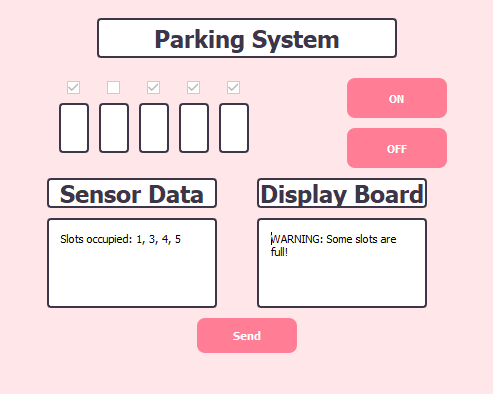 Parking System
ON
OFF
Sensor Data
Display Board
Slots occupied: 1, 3, 4, 5
WARNING: Some slots are
full!
Send